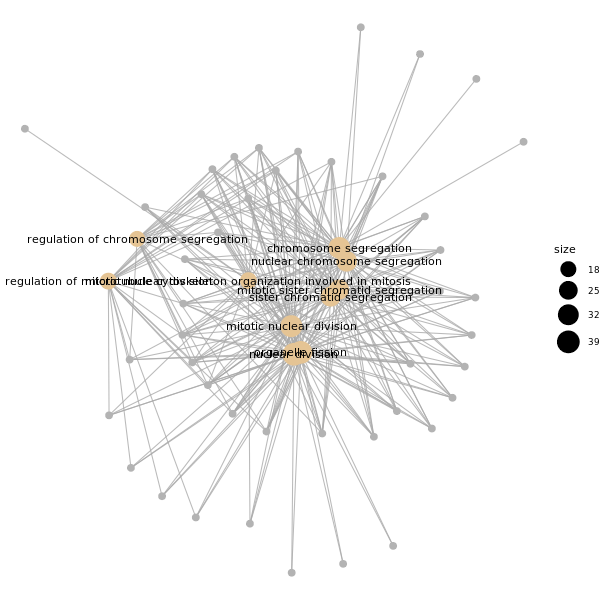 regulation of chromosome segregation
chromosome segregation
nuclear chromosome segregation
regulation of mitotic nuclear division
microtubule cytoskeleton organization involved in mitosis
mitotic sister chromatid segregation
sister chromatid segregation
mitotic nuclear division
organelle fission
nuclear division
size
18
25
32
39